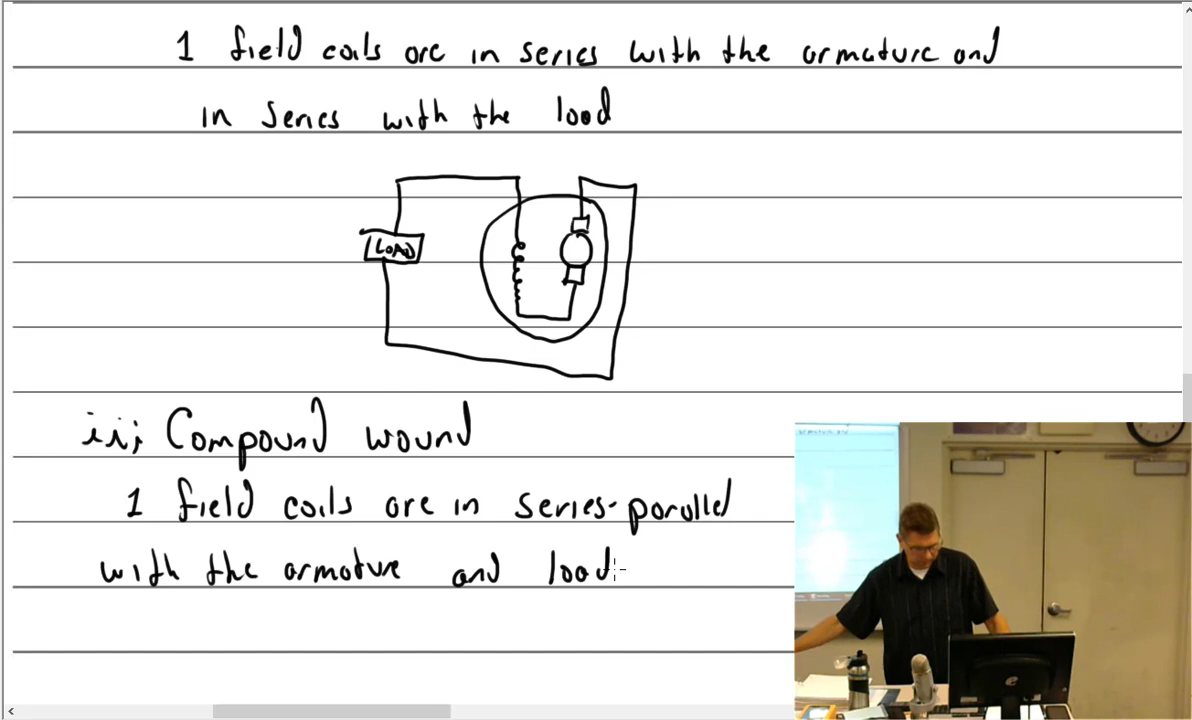 1 field coils are in series with the armature and
in series with the load
LOAD
iii; Compound wound
1 field coils are in series-parallel
with the armature and load